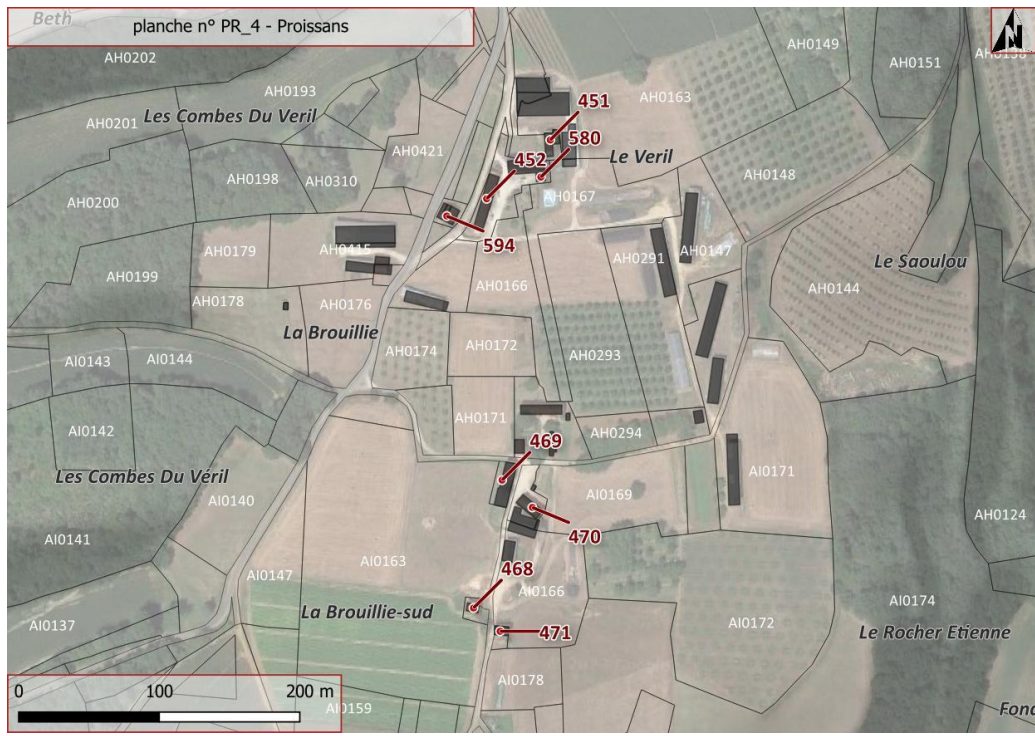 Beth
planche n° PR_4 - Proissans
N
AH0149
AH0151
AH0138
AH0202
AH0193
AH0163
451
Les Combes Du Veril
AH0201
580
AH0421
Le Veril
452
AH0198
AH0310
AH0148
AH0200
AH0167
594
AH0179
AH0415
AH0147
AH0291
Le Saoulou
AH0199
AH0166
AH0144
AH0178
AH0176
La Brouillie
AH0172
AH0174
AH0293
AI0143
AI0144
AH0171
AI0142
AH0294
469
Les Combes Du Véril
AI0171
AI0140
AI0169
AH0124
470
AI0141
AI0163
468
AI0147
AI0166
AI0174
La Brouillie-sud
AI0137
AI0172
Le Rocher Etienne
471
AI0178
0 100 200 m
AI0159
Fond